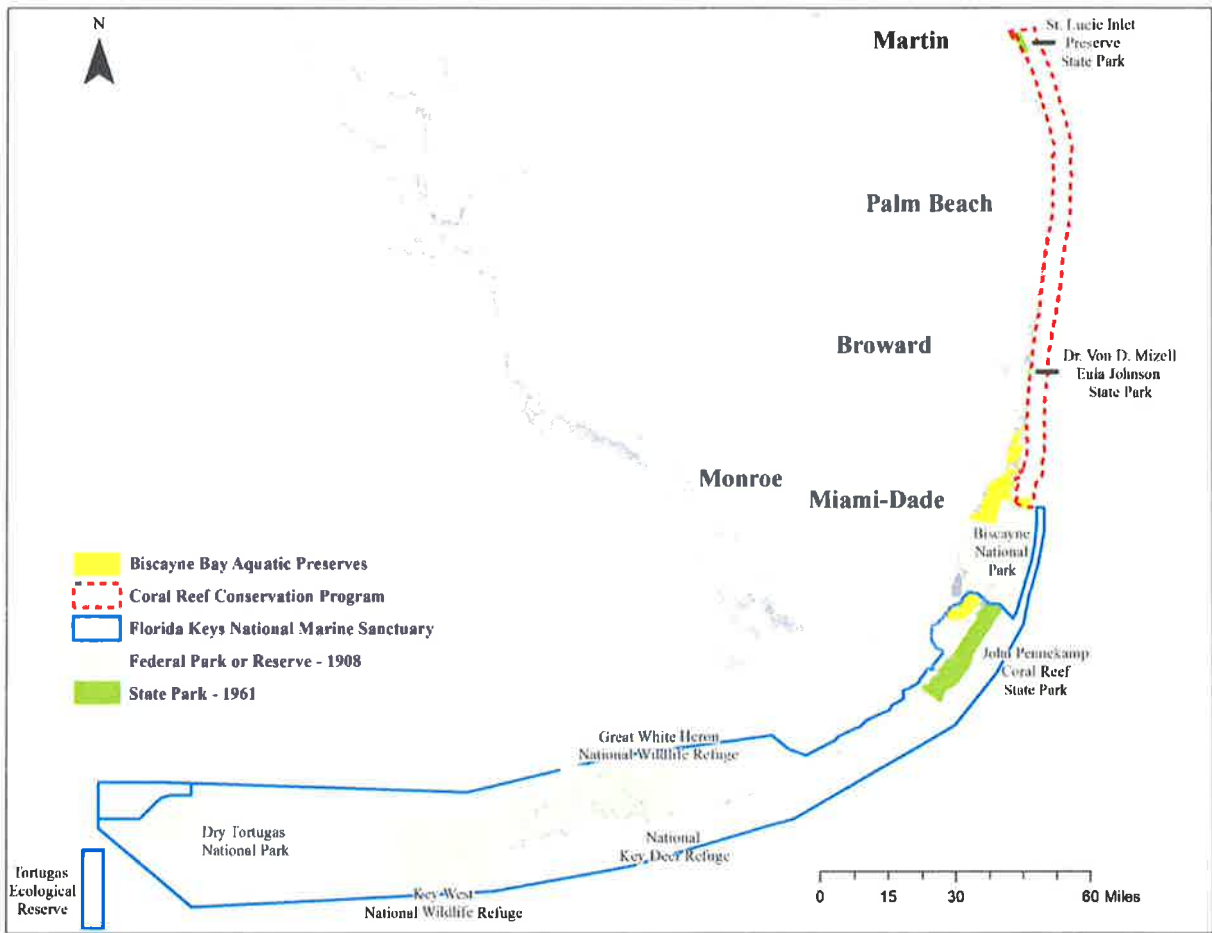 N
Martin
St. Lucie Inlet
Preserve
State Park
Palm Beach
Broward
Dr. Von D. Mizell
Eula Johnson
State Park
Monroe
Miami-Dade
Biscayne
National
Park
Biscayne Bay Aquatic Preserves
Coral Reef Conservation Program
Florida Keys National Marine Sanctuary
Federal Park or Reserve - 1908
State Park - 1961
John Pennekamp
Coral Reef
State Park
Great White Heron
National Wildlife Refuge
Dry Tortugas
National Park
National
Key Deer Refuge
Tortugas
Ecological
Reserve
Key West
National Wildlife Refuge
0 15 30 60 Miles